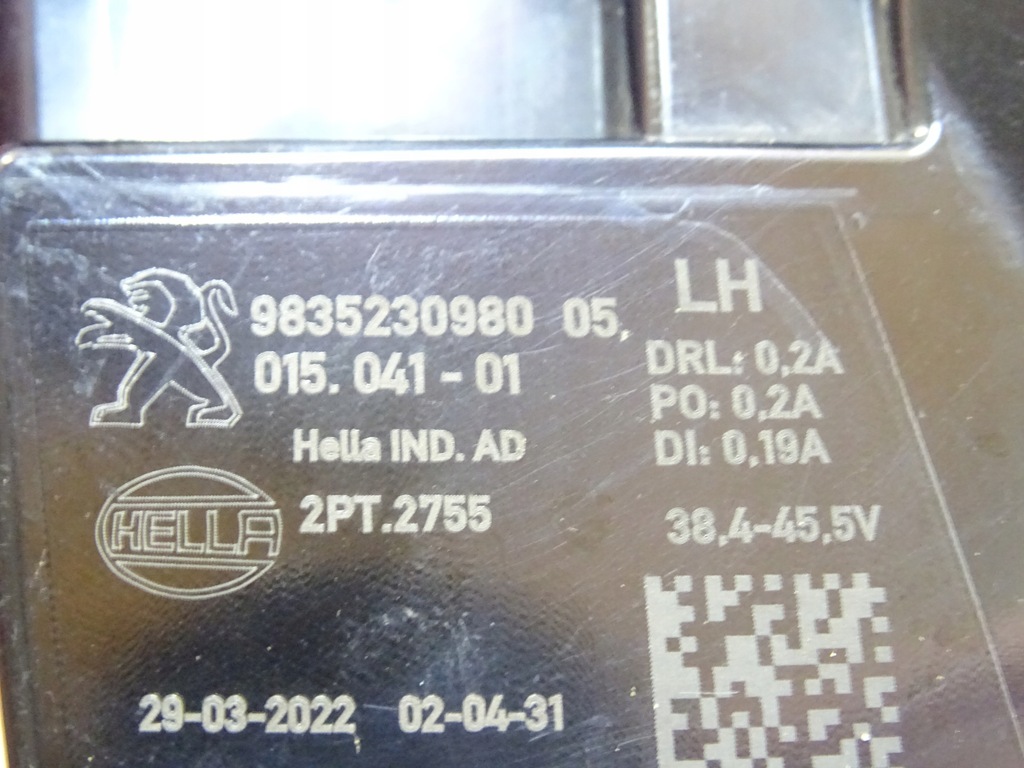 9835230980 05.
015. 041 - 01
Hella IND. AD
HELLA
2PT.2755
29-03-2022 02-04-31
LH
DRL: 0,2A
PO: 0,2A
DI: 0,19A
38,4-45,5V